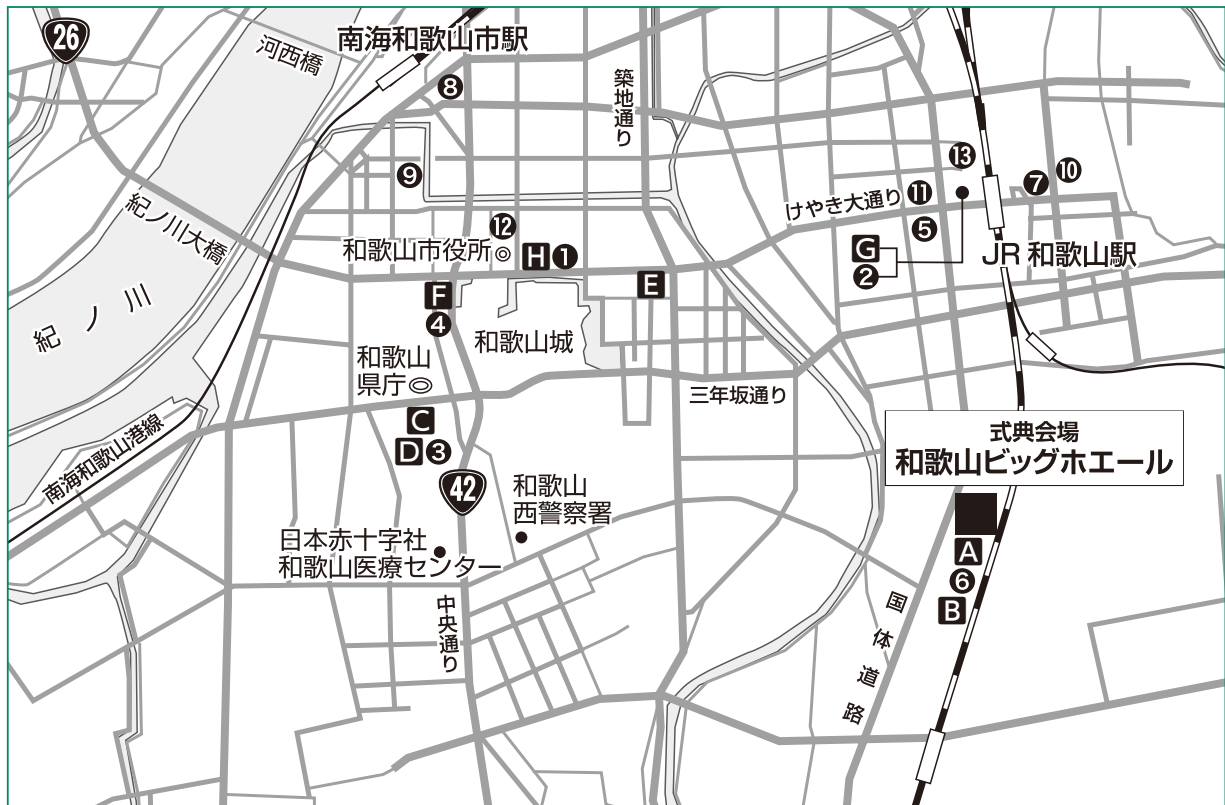 26
河西橋
南海和歌山市駅
8
築地通り
9
13
10
7
11
けやき大通り
5
紀ノ川大橋
12
和歌山市役所
H 1
G
2
JR 和歌山駅
E
F
4
和歌山城
紀ノ川
和歌山
県庁
三年坂通り
C
D 3
南海和歌山港線
式典会場
和歌山ビッグホエール
42
和歌山
西警察署
日本赤十字社
和歌山医療センター
A
6
B
中央通り
国体道路